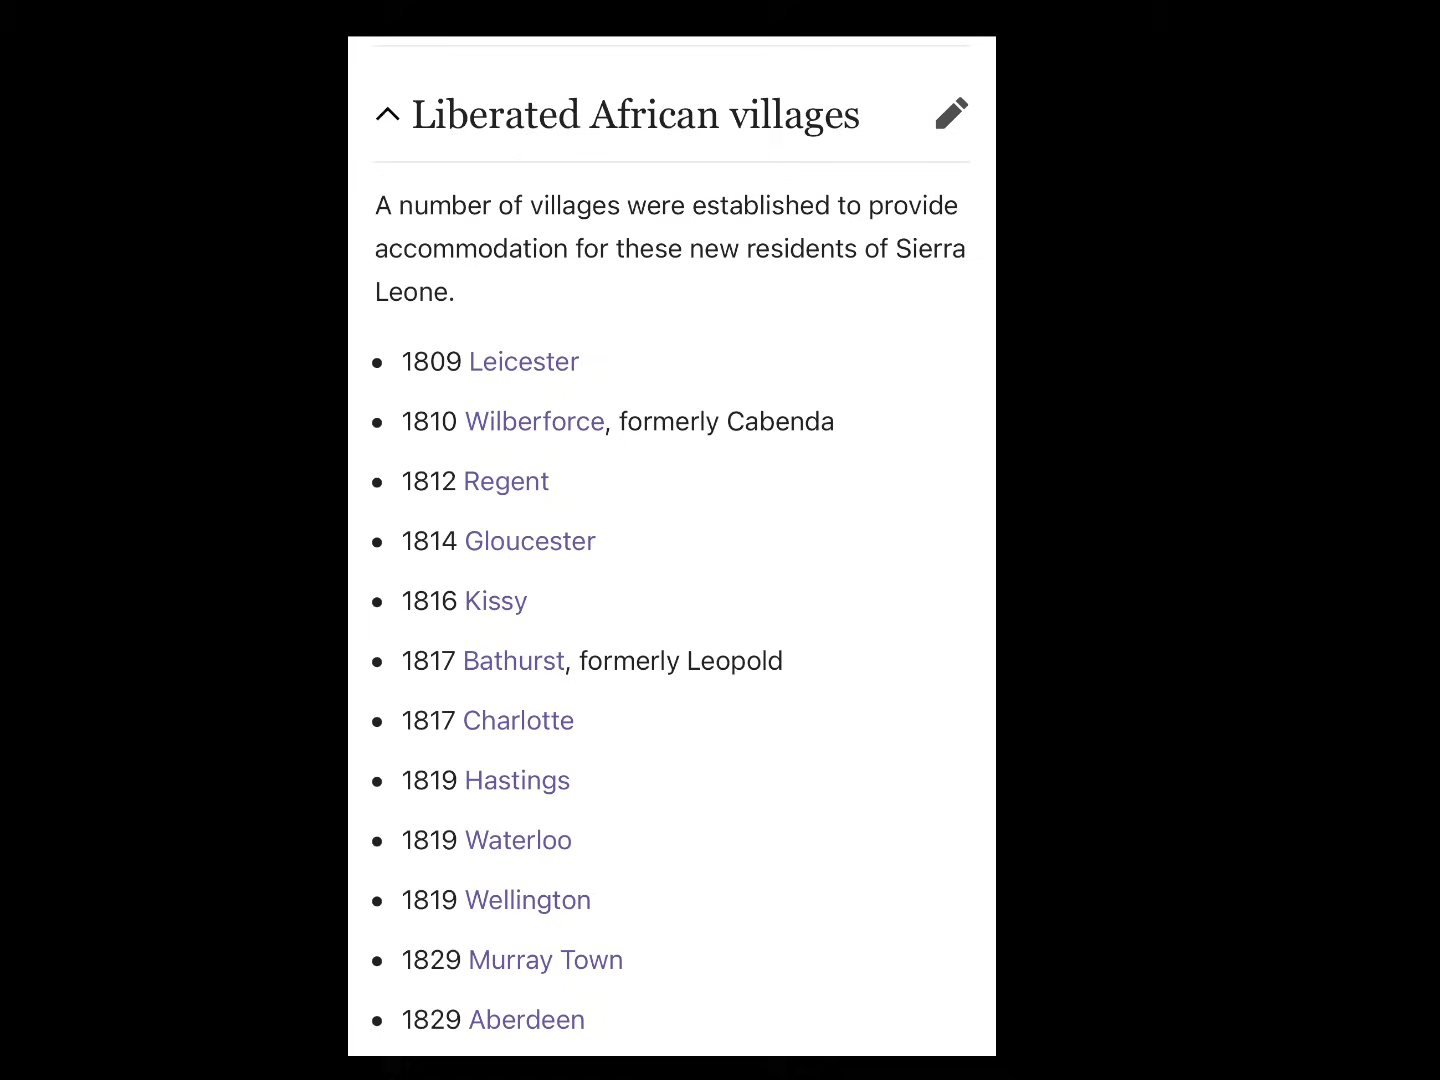 Liberated African villages
A number of villages were established to provide
accommodation for these new residents of Sierra
Leone.
1809 Leicester
1810 Wilberforce, formerly Cabenda
1812 Regent
1814 Gloucester
1816 Kissy
1817 Bathurst, formerly Leopold
1817 Charlotte
1819 Hastings
1819 Waterloo
1819 Wellington
1829 Murray Town
1829 Aberdeen